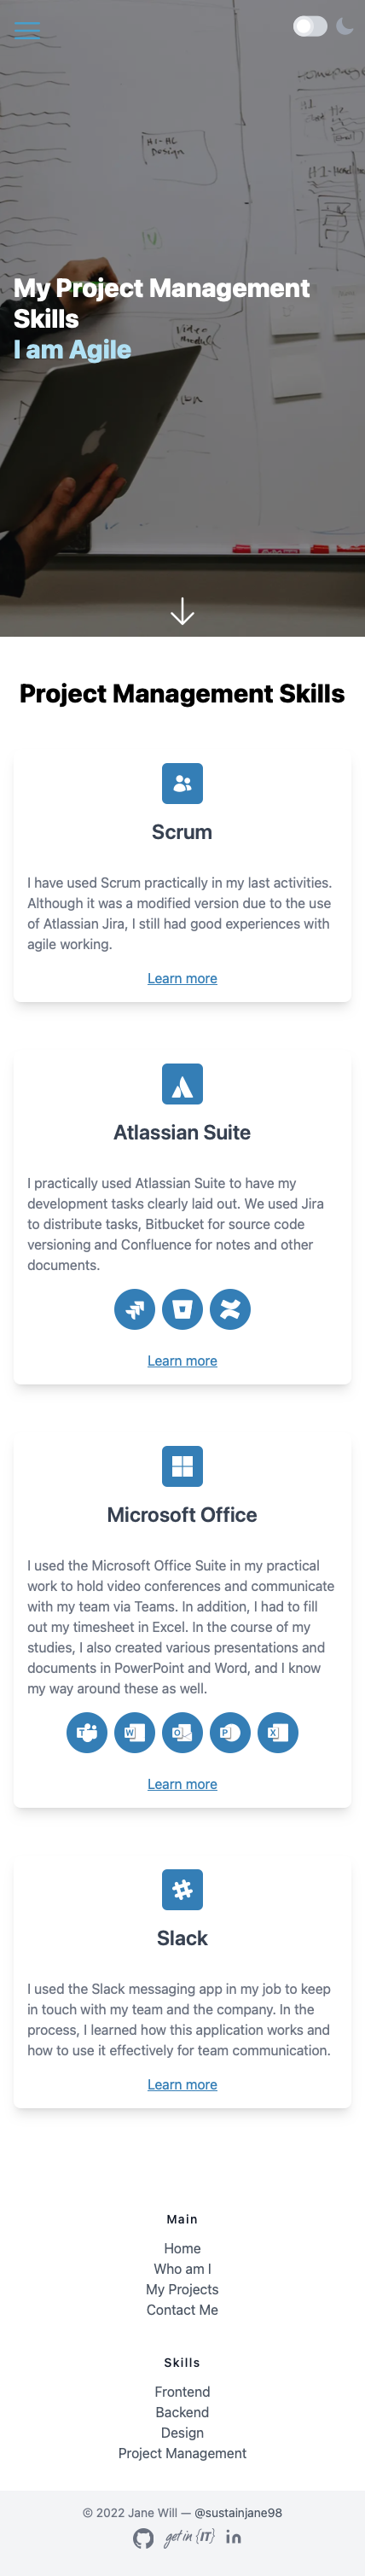 HI-HC
Design
Video
My Project Management
Skills
I am Agile
Project Management Skills
Scrum
I have used Scrum practically in my last activities.
Although it was a modified version due to the use
of Atlassian Jira, I still had good experiences with
agile working.
Learn more
Atlassian Suite
I practically used Atlassian Suite to have my
development tasks clearly laid out. We used Jira
to distribute tasks, Bitbucket for source code
versioning and Confluence for notes and other
documents.
Learn more
Microsoft Office
I used the Microsoft Office Suite in my practical
work to hold video conferences and communicate
with my team via Teams. In addition, I had to fill
out my timesheet in Excel. In the course of my
studies, I also created various presentations and
documents in PowerPoint and Word, and I know
my way around these as well.
T W O P X
Learn more
Slack
I used the Slack messaging app in my job to keep
in touch with my team and the company. In the
process, I learned how this application works and
how to use it effectively for team communication.
Learn more
Main
Home
Who am I
My Projects
Contact Me
Skills
Frontend
Backend
Design
Project Management
© 2022 Jane Will — @sustainjane98
get in {IT} in